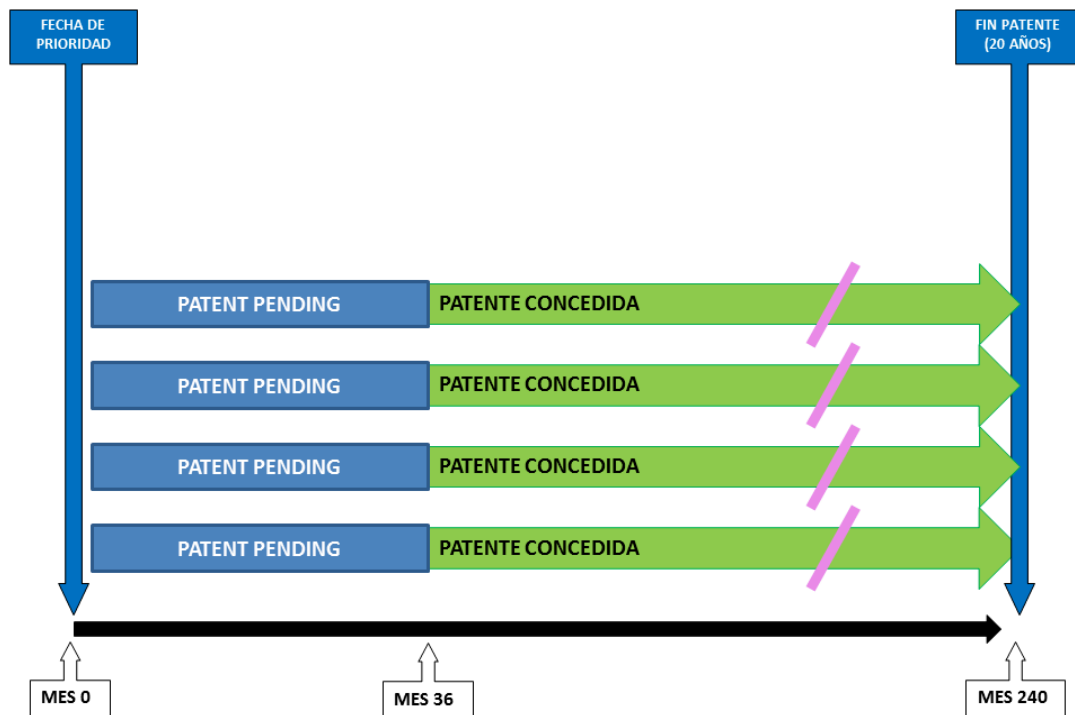 FECHA DE
PRIORIDAD
FIN PATENTE
(20 AÑOS)
PATENT PENDING
PATENTE CONCEDIDA
PATENT PENDING
PATENTE CONCEDIDA
PATENT PENDING
PATENTE CONCEDIDA
PATENT PENDING
PATENTE CONCEDIDA
MES 0
MES 36
MES 240